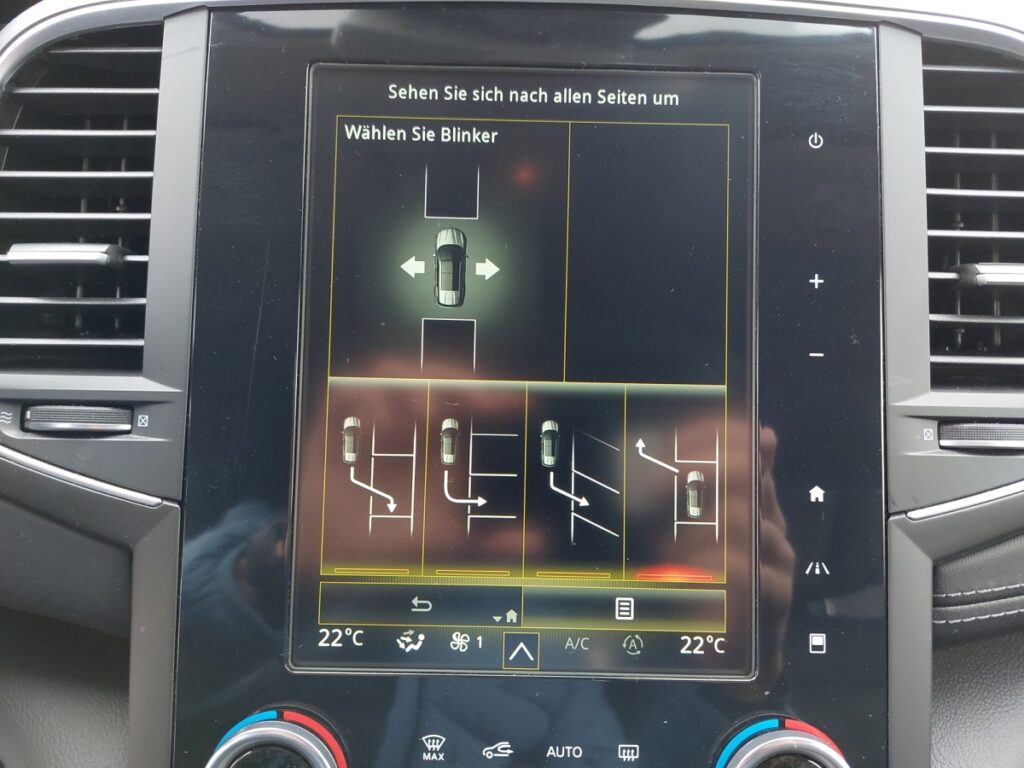 Sehen Sie sich nach allen Seiten um
Wählen Sie Blinker
22°C
1
A/C
A
22°C
MAX
AUTO